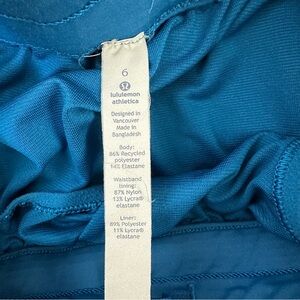 6
lululemon
athletica
Designed in
Vancouver
Made in
Bangladesh
Body:
86% Recycled
polyester
14% Elastane
Waistband
lining:
87% Nylon
13% Lycra®
elastane
Liner:
89% Polyester
11% Lycra®
elastane